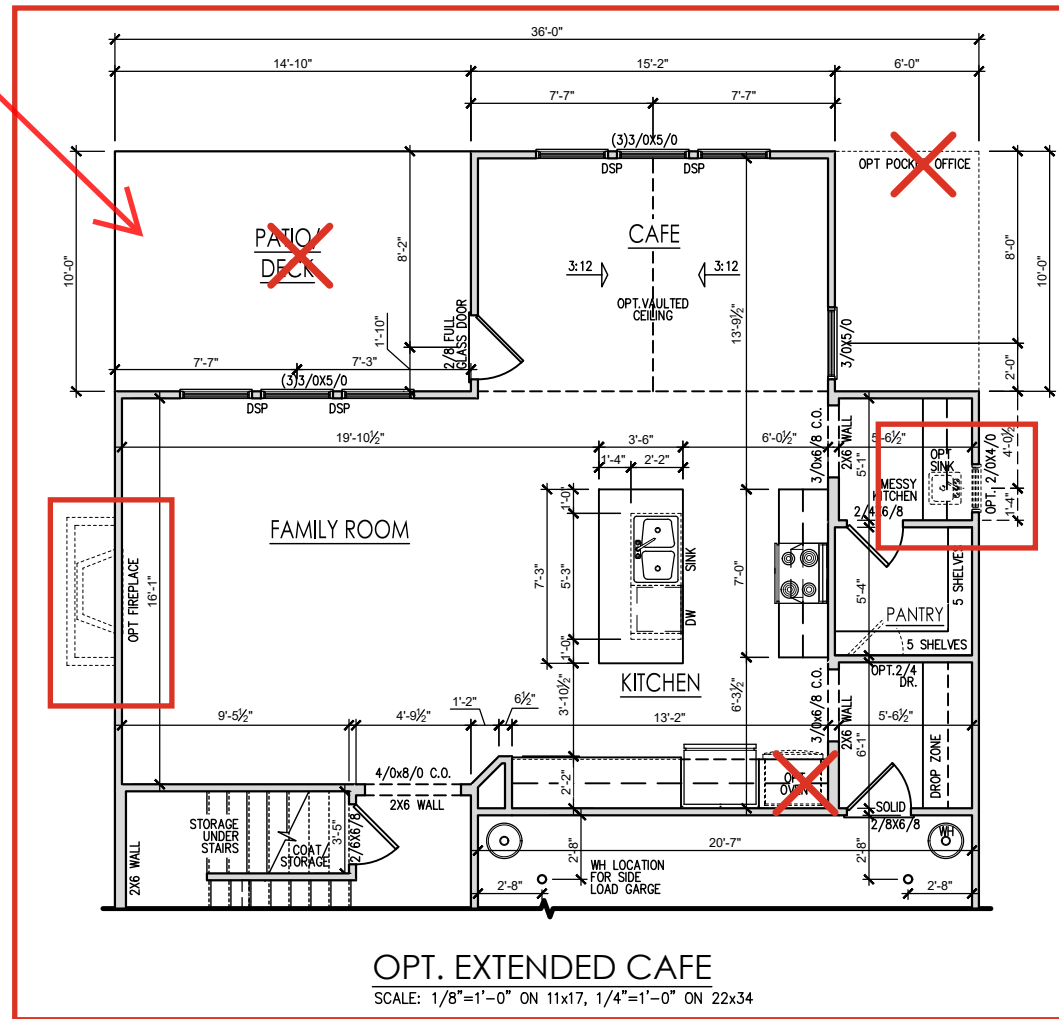 36'-0"
14'-10"
15'-2"
6'-0"
7'-7"
7'-7"
(3)3/0X5/0
DSP
DSP
OPT POCKET OFFICE
PATIO/
DECK
CAFE
3:12
3:12
OPT.VAULTED
CEILING
10'-0"
8'-2"
1'-10"
13'-9½"
8'-0"
10'-0"
2'-0"
2/8 FULL
GLASS DOOR
3/0X5/0
7'-7"
7'-3"
(3)3/0X5/0
DSP
DSP
19'-10½"
3'-6"
6'-0½"
5'-6½"
1'-4"
2'-2"
3/0x6/8 C.O.
2X6 WALL
5'-1"
OPT
SINK
MESSY
KITCHEN
2/4X6/8
OPT. 2/0X4/0
4'-0½"
1'-4"
FAMILY ROOM
OPT FIREPLACE
16'-1"
1'-0"
7'-3"
5'-3"
1'-0"
SINK
DW
7'-0"
5'-4"
5 SHELVES
PANTRY
5 SHELVES
KITCHEN
3'-10½"
6'-3½"
OPT.2/4
DR.
3/0x6/8 C.O.
2X6 WALL
9'-5½"
4'-9½"
1'-2"
6½"
13'-2"
5'-6½"
6'-1"
DROP ZONE
4/0x8/0 C.O.
2X6 WALL
2'-2"
OPT
OVEN
SOLID
2/8X6/8
STORAGE
UNDER
STAIRS
COAT/
STORAGE
3'-5"
2/6X6/8
2X6 WALL
20'-7"
WH
2'-8"
2'-8"
WH LOCATION
FOR SIDE
LOAD GARGE
2'-8"
2'-8"
OPT. EXTENDED CAFE
SCALE: 1/8"=1'-0" ON 11x17, 1/4"=1'-0" ON 22x34